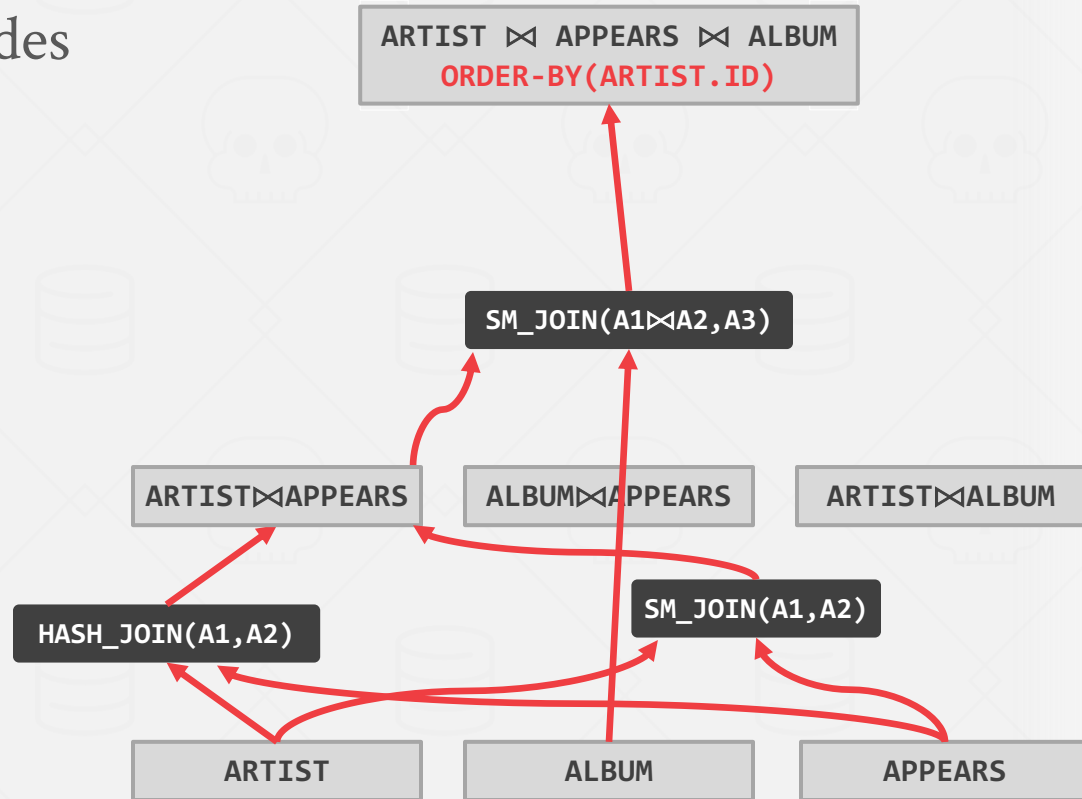 ARTIST ⋈ APPEARS ⋈ ALBUM
ORDER-BY(ARTIST.ID)
SM_JOIN(A1⋈A2,A3)
ARTIST⋈APPEARS
ALBUM⋈APPEARS
ARTIST⋈ALBUM
HASH_JOIN(A1,A2)
SM_JOIN(A1,A2)
ARTIST
ALBUM
APPEARS